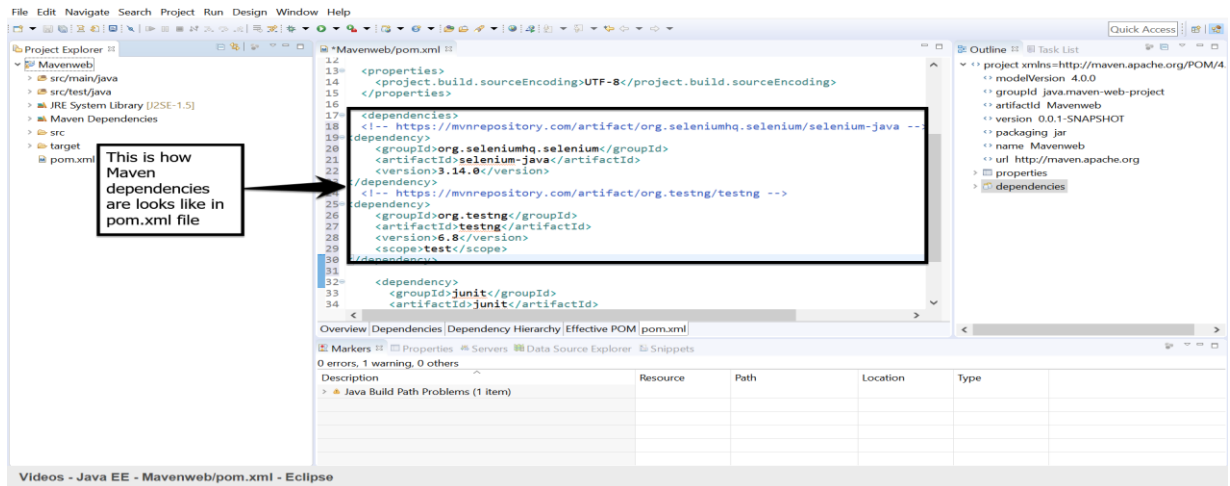 File Edit Navigate Search Project Run Design Window Help
Quick Access
Project Explorer
Mavenweb
src/main/java
src/test/java
JRE System Library [J2SE-1.5]
Maven Dependencies
src
target
pom.xml
This is how
Maven
dependencies
are looks like in
pom.xml file
*Mavenweb/pom.xml
12
13 <properties>
14 <project.build.sourceEncoding>UTF-8</project.build.sourceEncoding>
15 </properties>
16
17 <dependencies>
18 <!-- https://mvnrepository.com/artifact/org.seleniumhq.selenium/selenium-java --
19 <dependency>
20 <groupId>org.seleniumhq.selenium</groupId>
21 <artifactId>selenium-java</artifactId>
22 <version>3.14.0</version>
23 </dependency>
24 <!-- https://mvnrepository.com/artifact/org.testng/testng -->
25 <dependency>
26 <groupId>org.testng</groupId>
27 <artifactId>testng</artifactId>
28 <version>6.8</version>
29 <scope>test</scope>
30 </dependency>
31
32 <dependency>
33 <groupId>junit</groupId>
34 <artifactId>junit</artifactId>
Overview Dependencies Dependency Hierarchy Effective POM pom.xml
Outline Task List
project xmlns=http://maven.apache.org/POM/4.
modelVersion 4.0.0
groupId java.maven-web-project
artifactId Mavenweb
version 0.0.1-SNAPSHOT
packaging jar
name Mavenweb
url http://maven.apache.org
properties
dependencies
Markers Properties Servers Data Source Explorer Snippets
0 errors, 1 warning, 0 others
Description Resource Path Location Type
Java Build Path Problems (1 item)
Videos - Java EE - Mavenweb/pom.xml - Eclipse